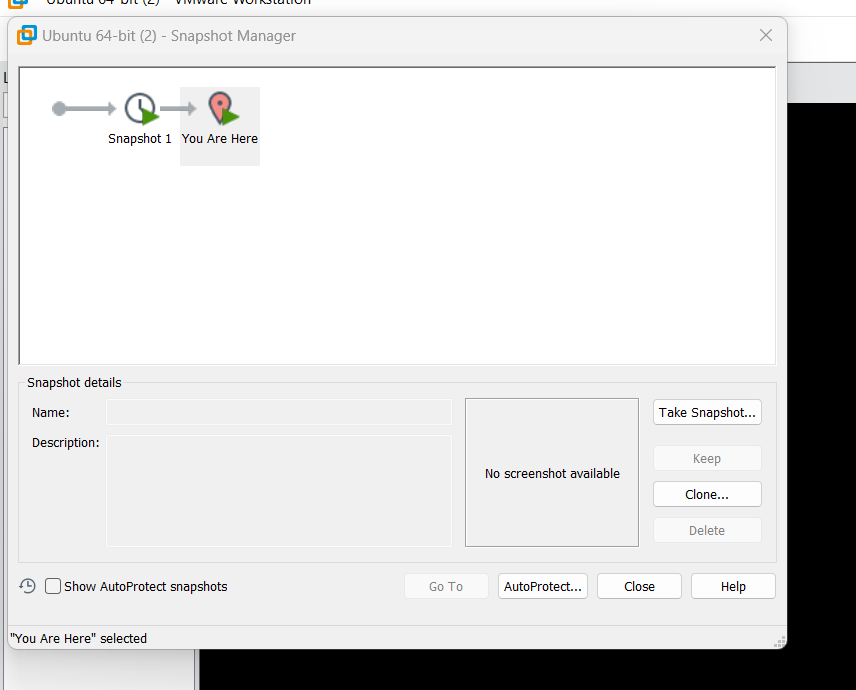 Ubuntu 64-bit (2) - VMware Workstation
Ubuntu 64-bit (2) - Snapshot Manager
Snapshot 1
You Are Here
Snapshot details
Name:
Take Snapshot...
Description:
Keep
No screenshot available
Clone...
Delete
Show AutoProtect snapshots
Go To
AutoProtect...
Close
Help
"You Are Here" selected